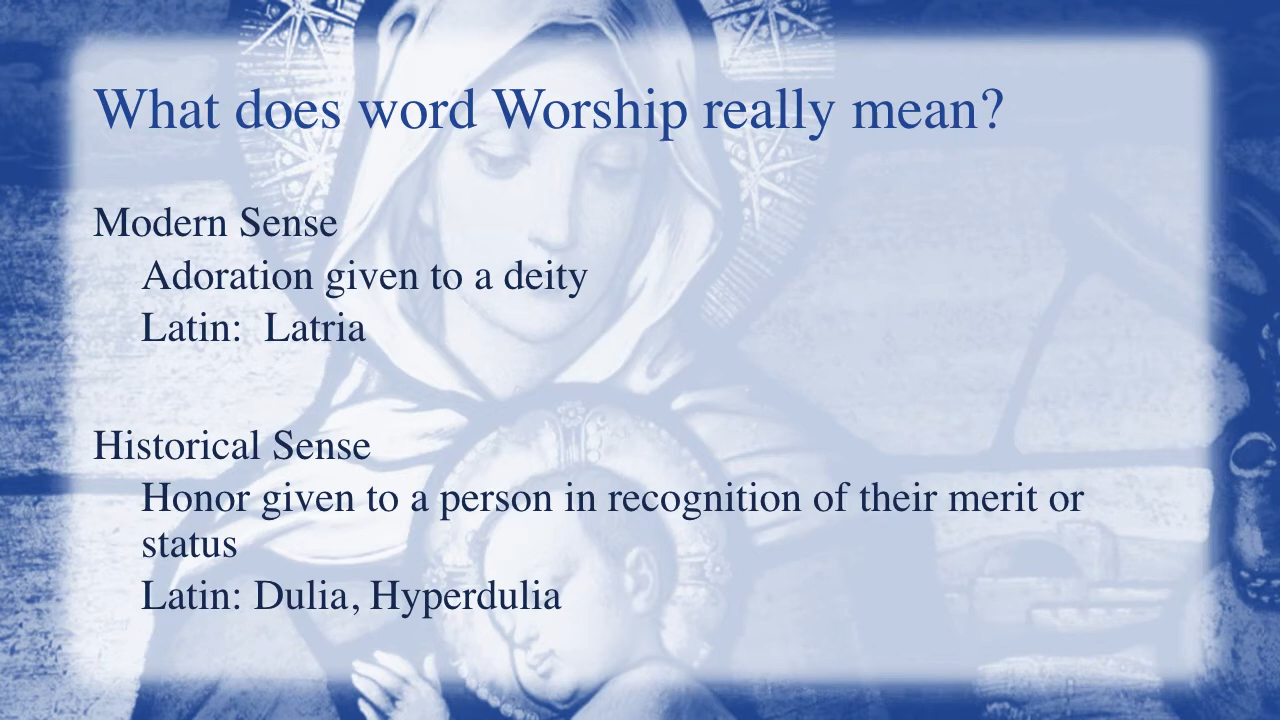 What does word Worship really mean?
Modern Sense
Adoration given to a deity
Latin:  Latria
Historical Sense
Honor given to a person in recognition of their merit or
status
Latin: Dulia, Hyperdulia